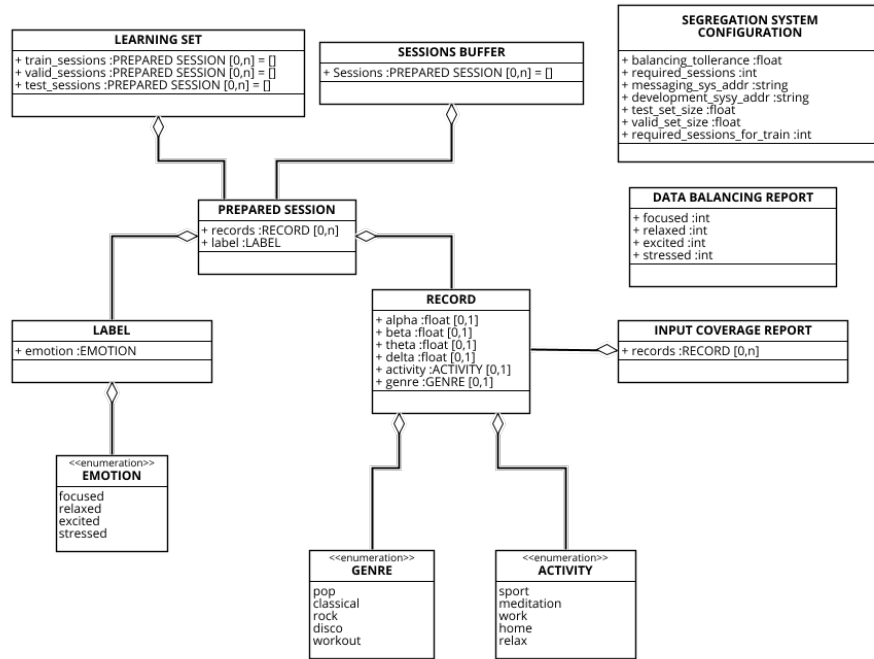 LEARNING SET
+ train_sessions :PREPARED SESSION [0,n] = []
+ valid_sessions :PREPARED SESSION [0,n] = []
+ test_sessions :PREPARED SESSION [0,n] = []
SESSIONS BUFFER
+ Sessions :PREPARED SESSION [0,n] = []
SEGREGATION SYSTEM
CONFIGURATION
+ balancing_tollerance :float
+ required_sessions :int
+ messaging_sys_addr :string
+ development_sysy_addr :string
+ test_set_size :float
+ valid_set_size :float
+ required_sessions_for_train :int
PREPARED SESSION
+ records :RECORD [0,n]
+ label :LABEL
DATA BALANCING REPORT
+ focused :int
+ relaxed :int
+ excited :int
+ stressed :int
LABEL
+ emotion :EMOTION
RECORD
+ alpha :float [0,1]
+ beta :float [0,1]
+ theta :float [0,1]
+ delta :float [0,1]
+ activity :ACTIVITY [0,1]
+ genre :GENRE [0,1]
INPUT COVERAGE REPORT
+ records :RECORD [0,n]
<<enumeration>>
EMOTION
focused
relaxed
excited
stressed
<<enumeration>>
GENRE
pop
classical
rock
disco
workout
<<enumeration>>
ACTIVITY
sport
meditation
work
home
relax